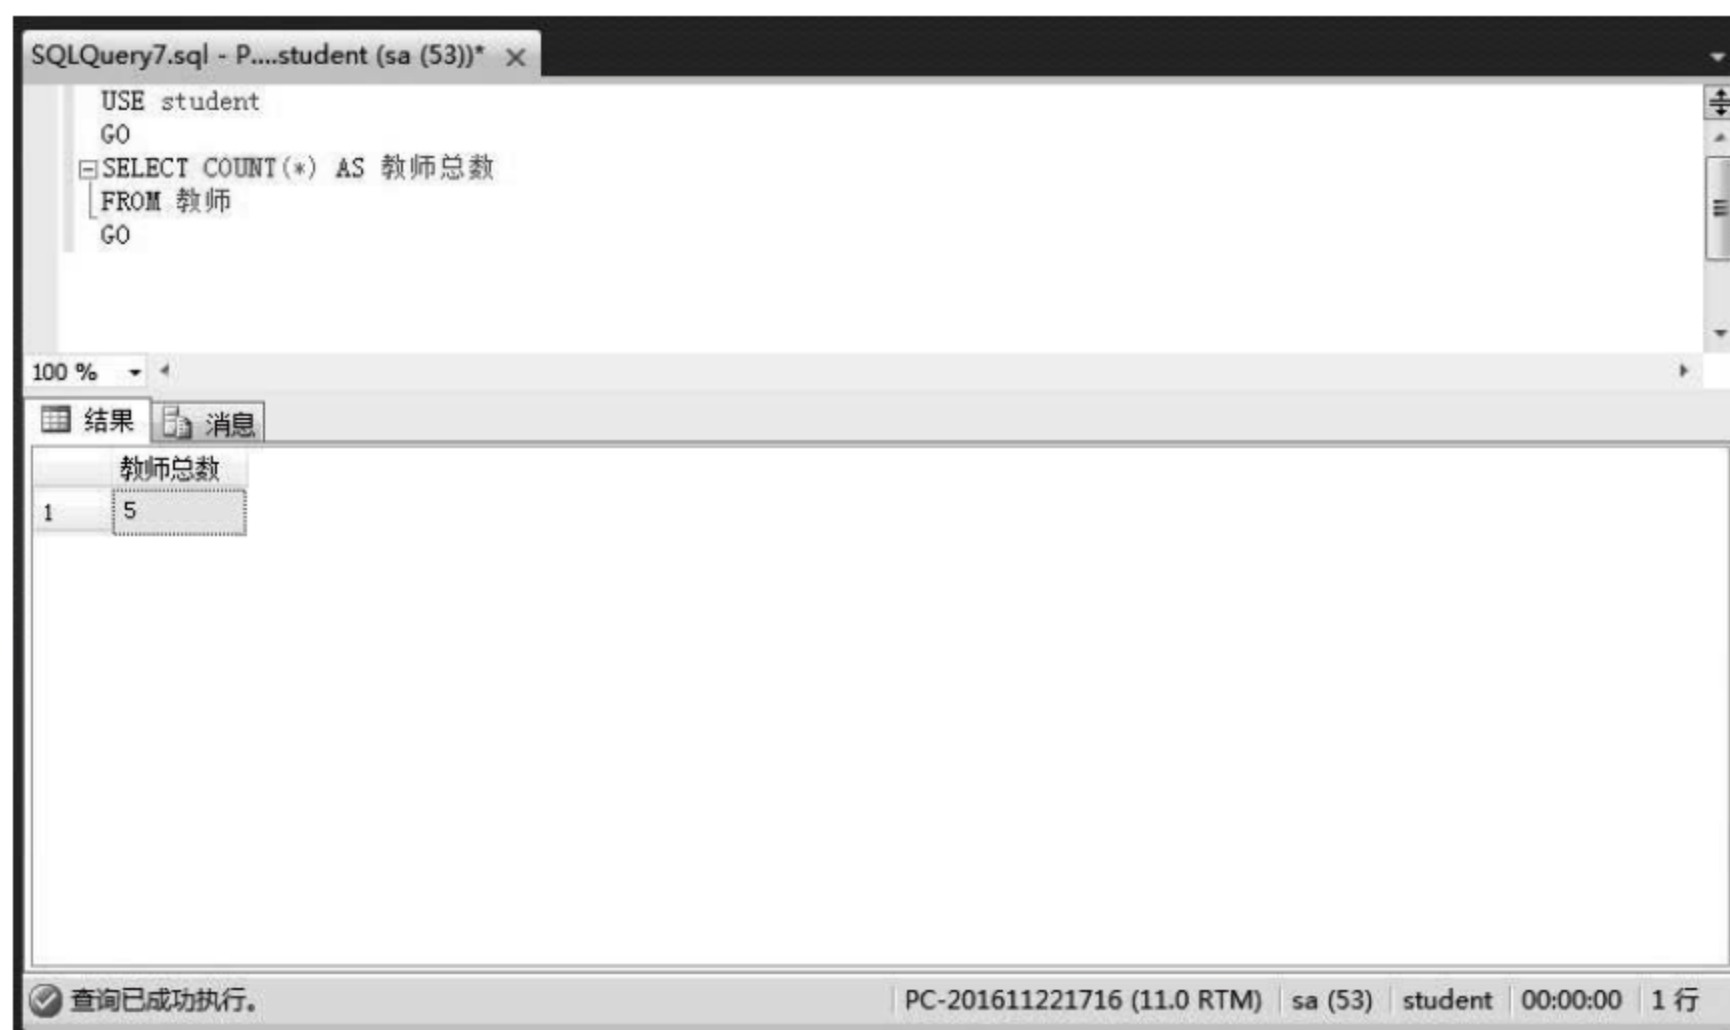 SQLQuery7.sql - P....student (sa (53))*
USE student
GO
SELECT COUNT(*) AS 教师总数
FROM 教师
GO
100 %
结果 消息
教师总数
1 5
查询已成功执行。 PC-201611221716 (11.0 RTM) sa (53) student 00:00:00 1 行